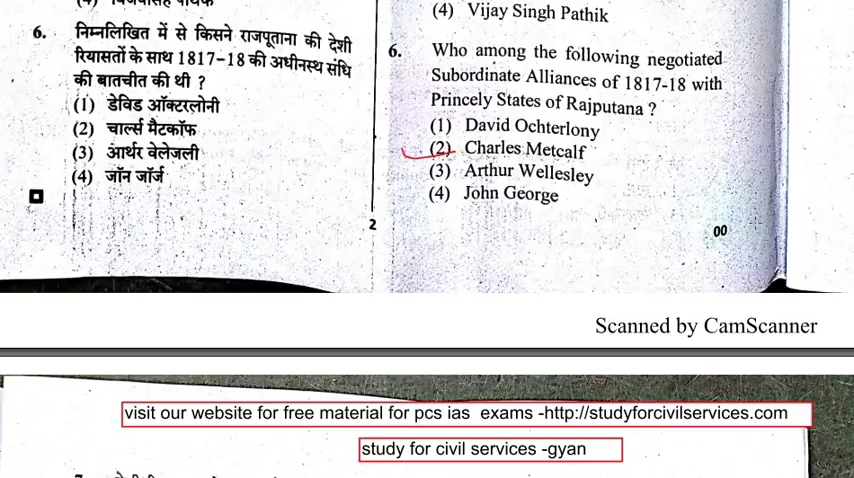 6. निम्नलिखित में से किसने राजपूताना की देशी
रियासतों के साथ 1817-18 की अधीनस्थ संधि
की बातचीत की थी ?
(1) डेविड ऑक्टरलोनी
(2) चार्ल्स मैटकॉफ
(3) आर्थर वेलेजली
(4) जॉन जॉर्ज
(4) Vijay Singh Pathik
6. Who among the following negotiated
Subordinate Alliances of 1817-18 with
Princely States of Rajputana ?
(1) David Ochterlony
(2) Charles Metcalf
(3) Arthur Wellesley
(4) John George
2
00
Scanned by CamScanner
visit our website for free material for pcs ias exams -http://studyforcivilservices.com
study for civil services -gyan